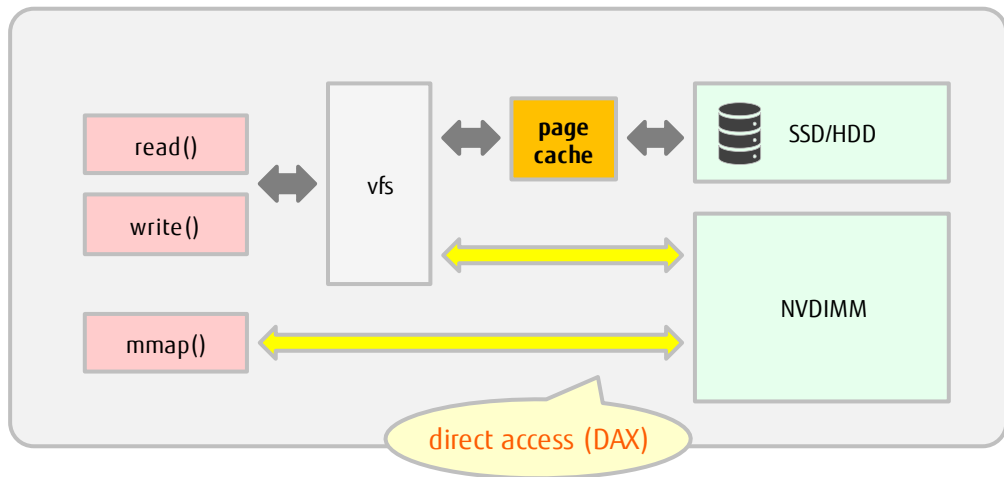 read()
write()
mmap()
vfs
page
cache
SSD/HDD
NVDIMM
direct access (DAX)